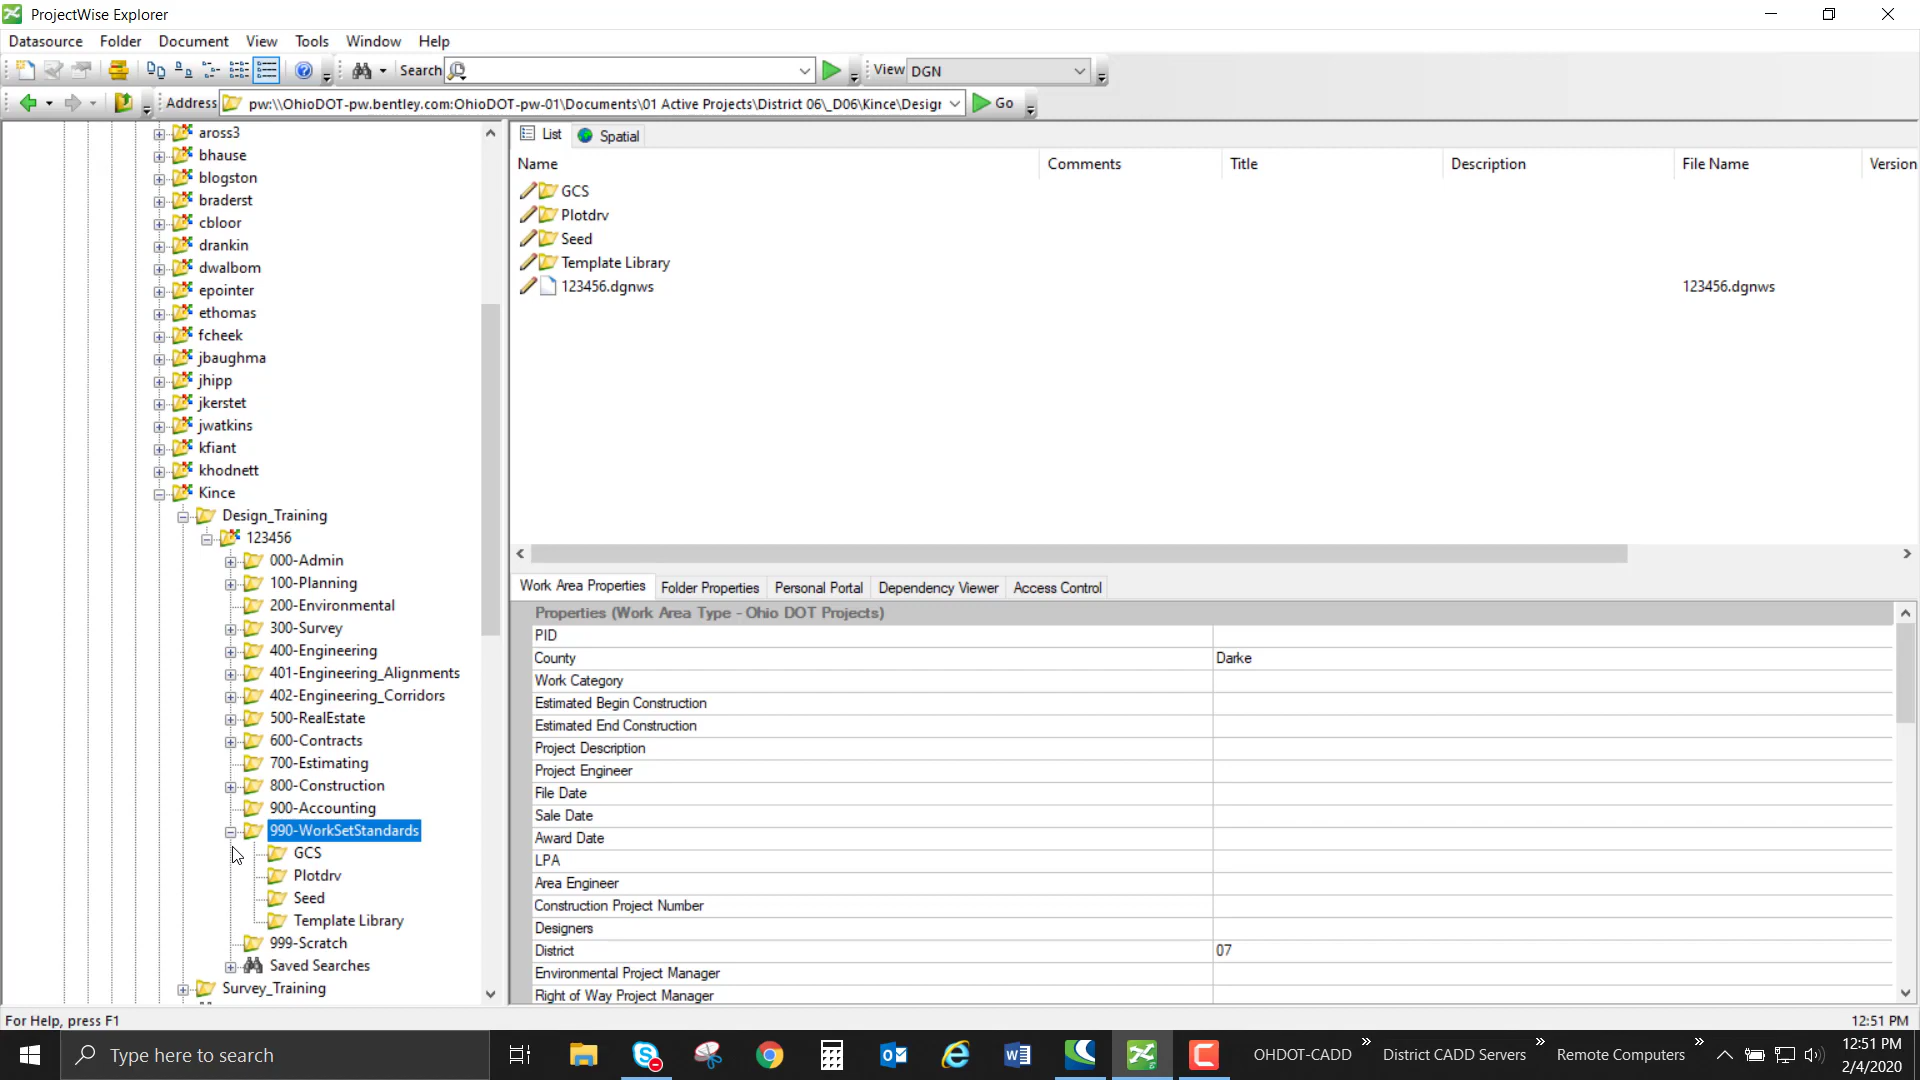 ProjectWise Explorer
Datasource Folder Document View Tools Window Help
Search View DGN
Address pw:\\OhioDOT-pw.bentley.com:OhioDOT-pw-01\Documents\01 Active Projects\District 06\_D06\Kince\Design Go
aross3
bhause
blogston
braderst
cbloor
drankin
dwalbom
epointer
ethomas
fcheek
jbaughma
jhipp
jkerstet
jwatkins
kfiant
khodnett
Kince
Design_Training
123456
000-Admin
100-Planning
200-Environmental
300-Survey
400-Engineering
401-Engineering_Alignments
402-Engineering_Corridors
500-RealEstate
600-Contracts
700-Estimating
800-Construction
900-Accounting
990-WorkSetStandards
GCS
Plotdrv
Seed
Template Library
999-Scratch
Saved Searches
Survey_Training
List Spatial
Name Comments Title Description File Name Version
GCS
Plotdrv
Seed
Template Library
123456.dgnws 123456.dgnws
Work Area Properties Folder Properties Personal Portal Dependency Viewer Access Control
Properties (Work Area Type - Ohio DOT Projects)
PID
County Darke
Work Category
Estimated Begin Construction
Estimated End Construction
Project Description
Project Engineer
File Date
Sale Date
Award Date
LPA
Area Engineer
Construction Project Number
Designers
District 07
Environmental Project Manager
Right of Way Project Manager
For Help, press F1 12:51 PM
Type here to search OHDOT-CADD District CADD Servers Remote Computers 12:51 PM
2/4/2020